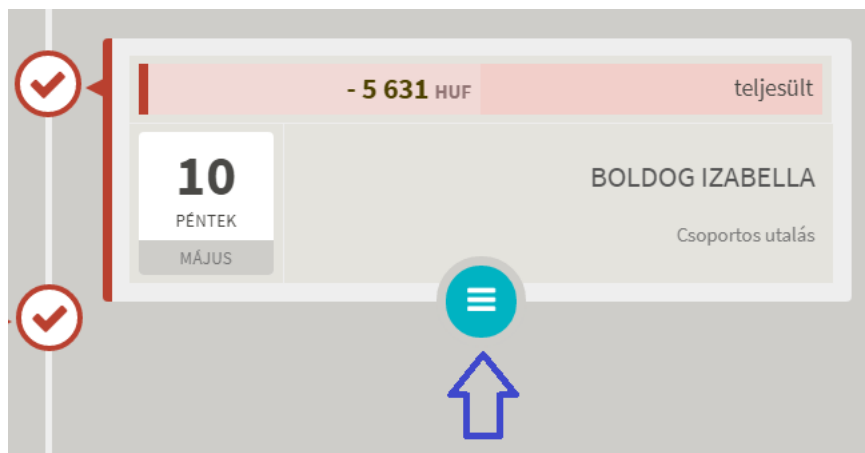 - 5 631 HUF
teljesült
10
PÉNTEK
MÁJUS
BOLDOG IZABELLA
Csoportos utalás